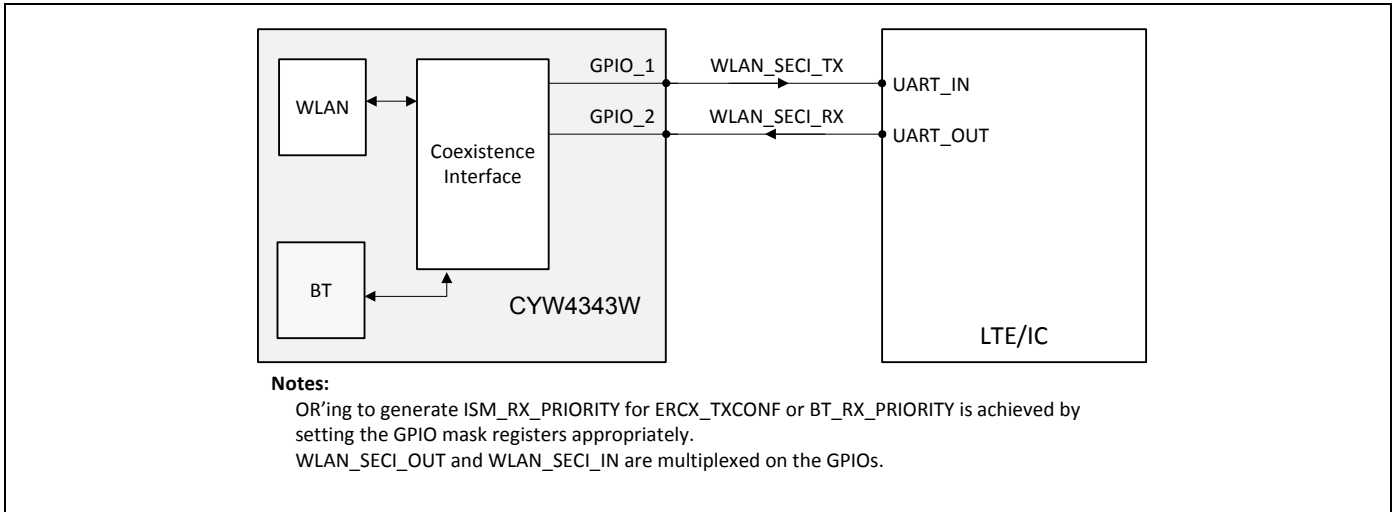 GPIO_1 WLAN_SECI_TX
UART_IN
WLAN
GPIO_2 WLAN_SECI_RX
UART_OUT
Coexistence
Interface
BT
CYW4343W
LTE/IC
Notes:
OR’ing to generate ISM_RX_PRIORITY for ERCX_TXCONF or BT_RX_PRIORITY is achieved by
setting the GPIO mask registers appropriately.
WLAN_SECI_OUT and WLAN_SECI_IN are multiplexed on the GPIOs.